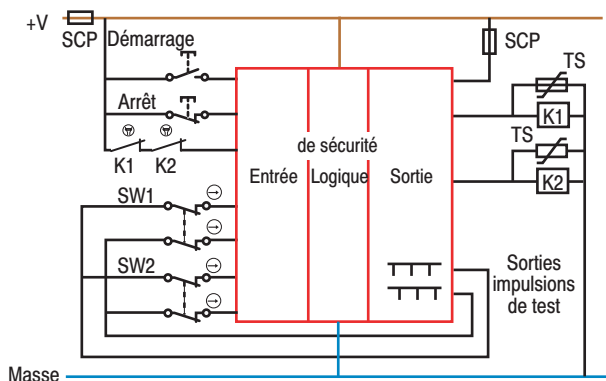 +V
SCP
Démarrage
SCP
TS
Arrêt
K1
TS
K1
K2
de sécurité
Entrée
Logique
Sortie
K2
SW1
SW2
Sorties
impulsions
de test
Masse